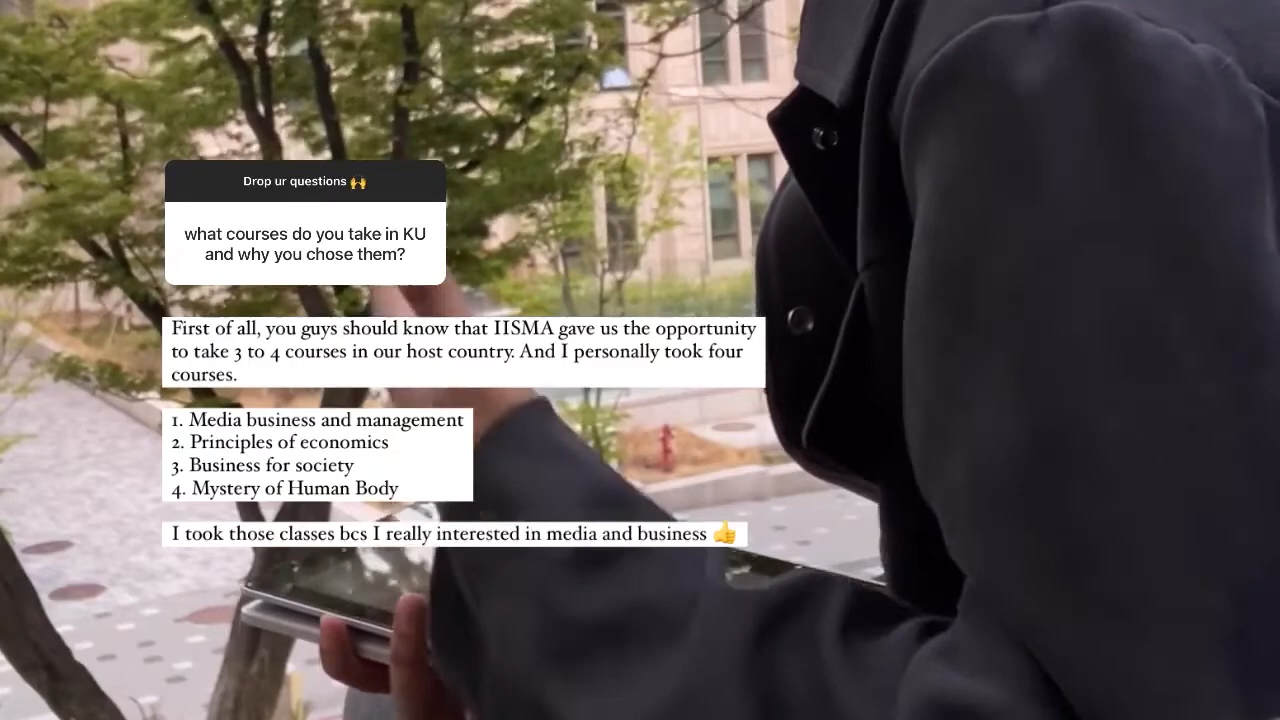 Drop ur questions 🙌
what courses do you take in KU
and why you chose them?
First of all, you guys should know that IISMA gave us the opportunity
to take 3 to 4 courses in our host country. And I personally took four
courses.
1. Media business and management
2. Principles of economics
3. Business for society
4. Mystery of Human Body
I took those classes bcs I really interested in media and business 👍